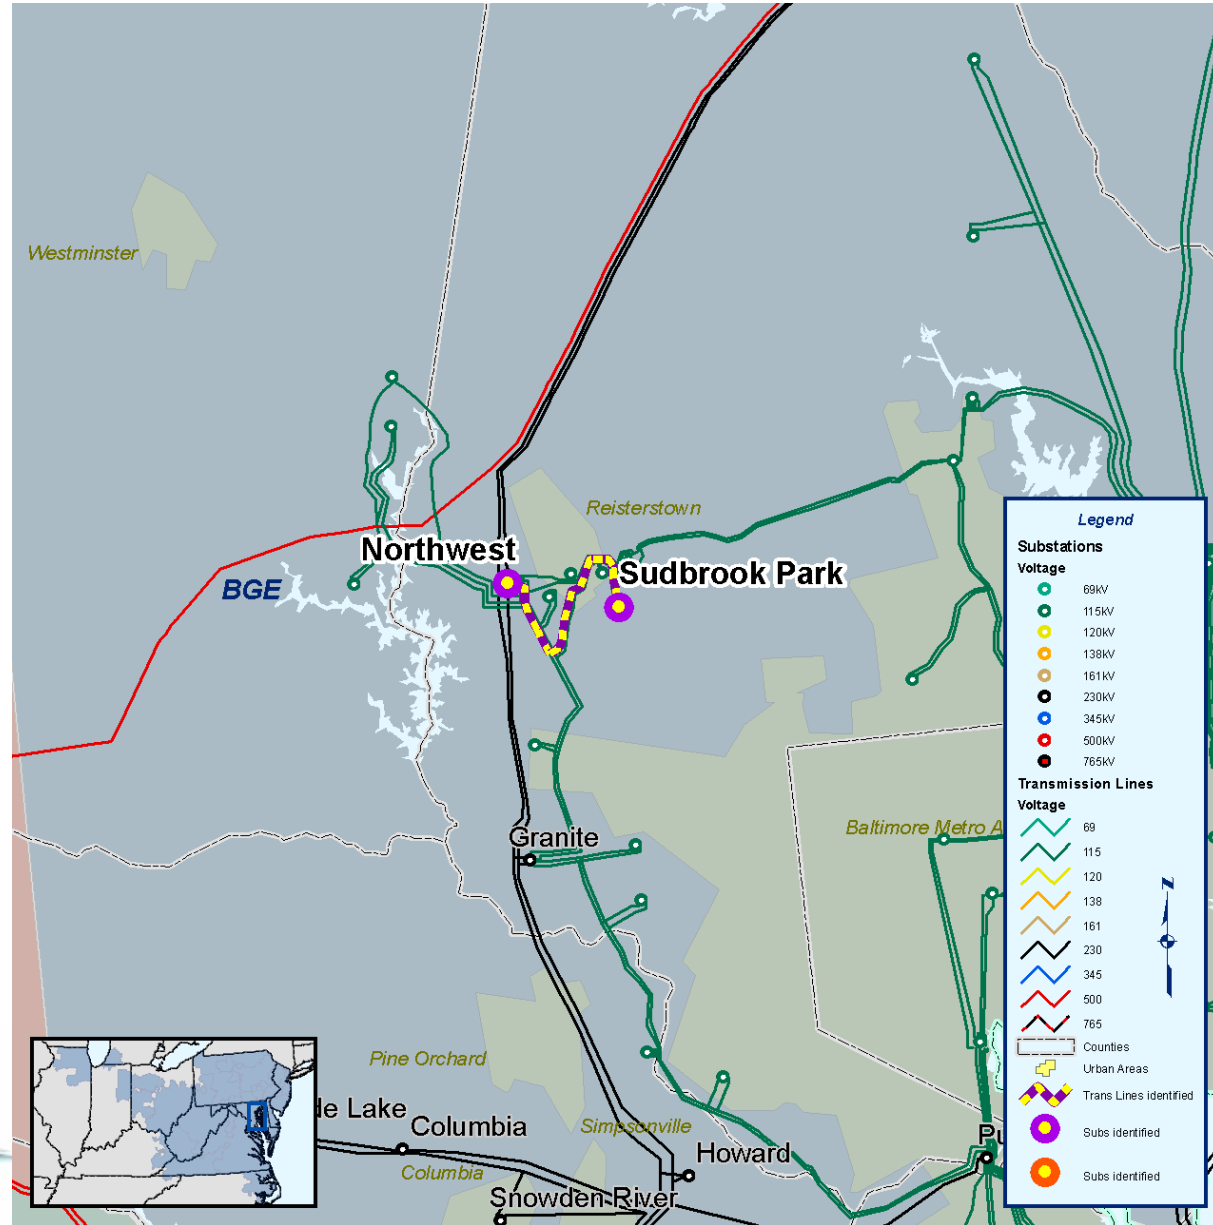 Westminster
Reisterstown
Northwest
Sudbrook Park
BGE
Baltimore Metro A
Granite
Pine Orchard
de Lake
Columbia
Simpsonville
Columbia
Howard
Snowden River
Pu
Legend
Substations
Voltage
69kV
115kV
120kV
138kV
161kV
230kV
345kV
500kV
765kV
Transmission Lines
Voltage
69
115
120
138
161
230
345
500
765
Counties
Urban Areas
Trans Lines identified
Subs identified
Subs identified
N